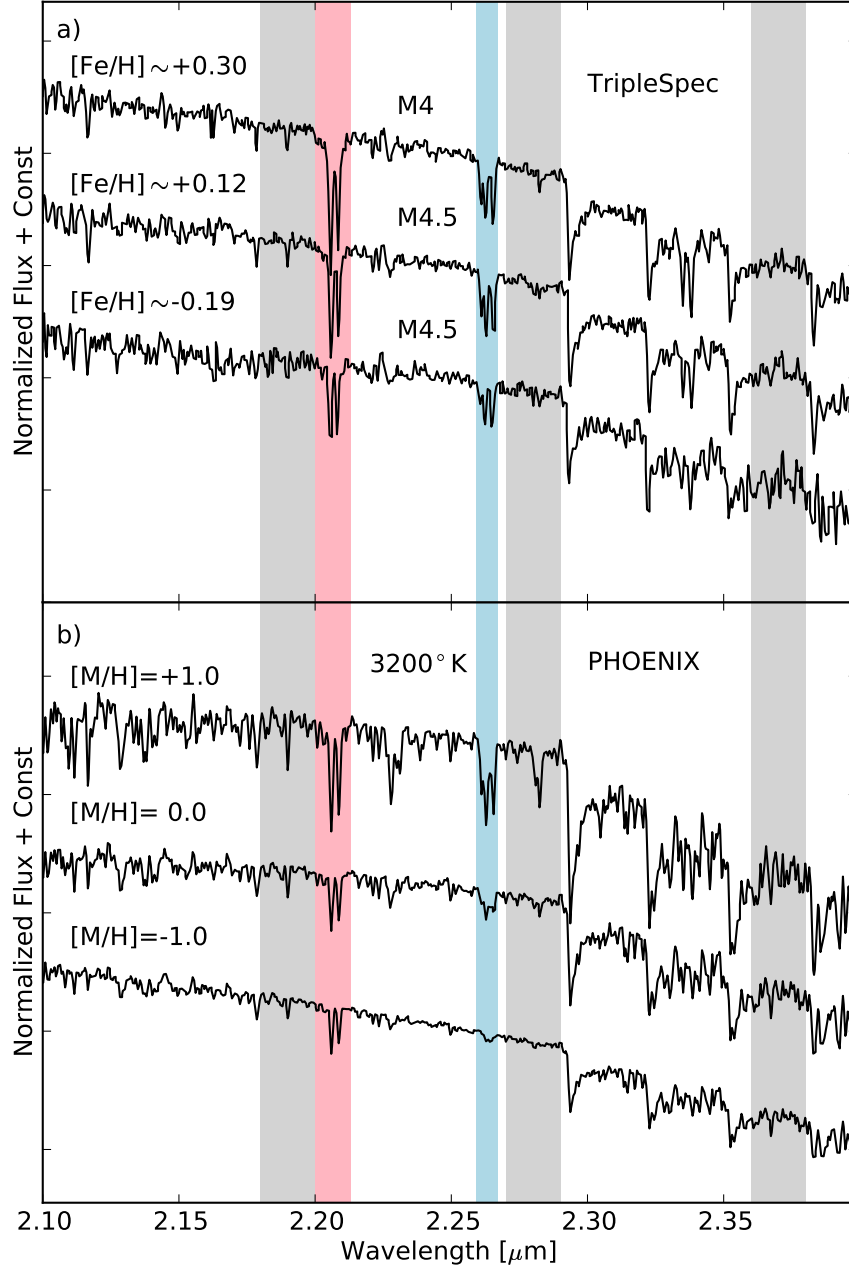 a)
[Fe/H]∼+0.30
TripleSpec
M4
[Fe/H]∼+0.12
M4.5
[Fe/H]∼-0.19
M4.5
Normalized Flux + Const
b)
3200°K
PHOENIX
[M/H]=+1.0
[M/H]= 0.0
[M/H]=-1.0
Normalized Flux + Const
2.10 2.15 2.20 2.25 2.30 2.35
Wavelength [μm]